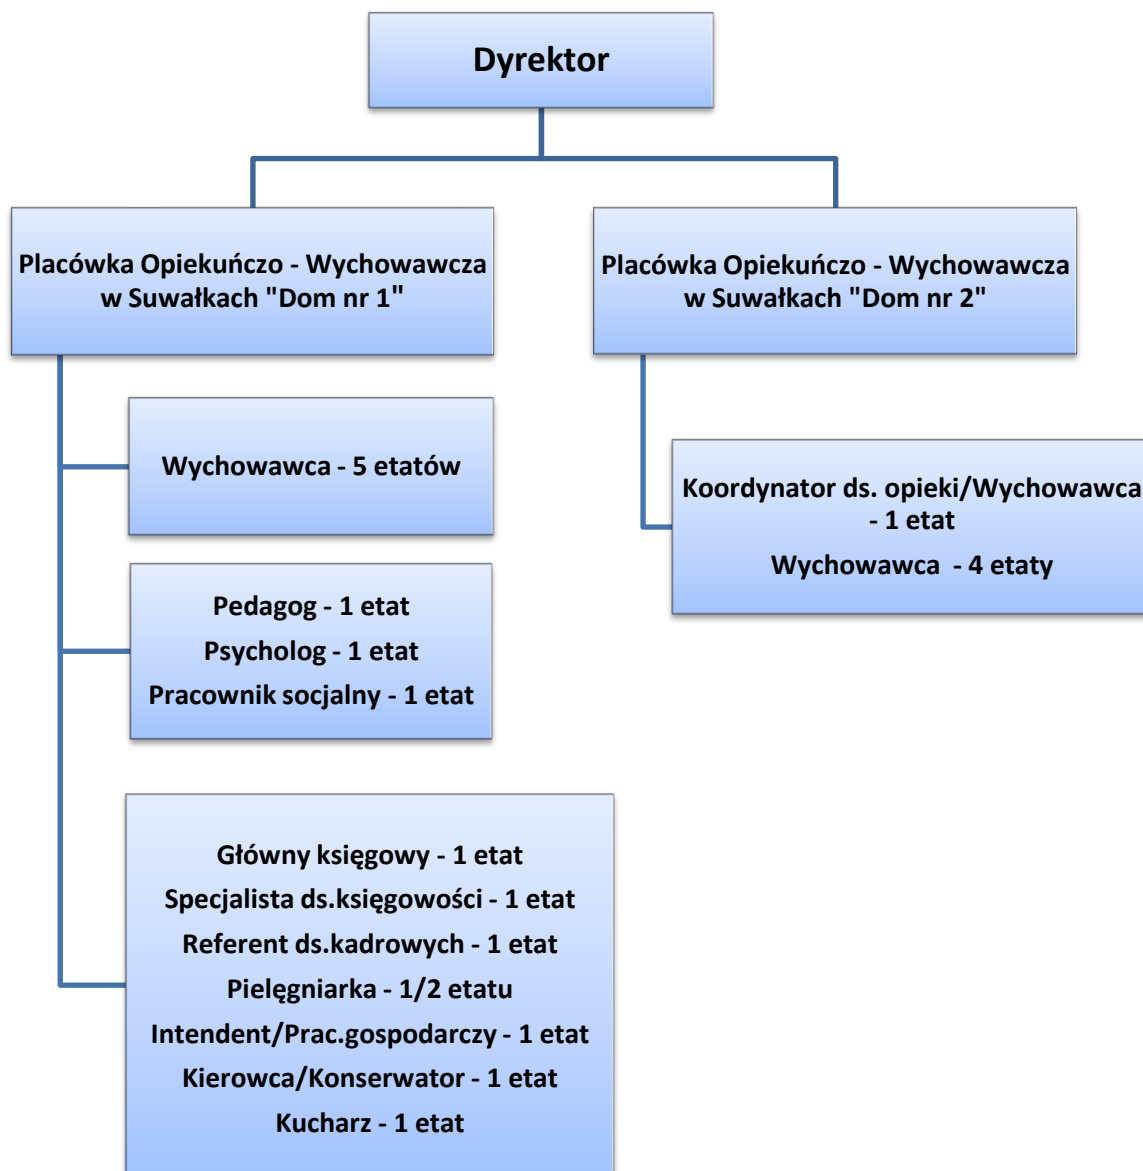 Dyrektor
Placówka Opiekuńczo - Wychowawcza
w Suwałkach "Dom nr 1"
Placówka Opiekuńczo - Wychowawcza
w Suwałkach "Dom nr 2"
Wychowawca - 5 etatów
Koordynator ds. opieki/Wychowawca
- 1 etat
Wychowawca  - 4 etaty
Pedagog - 1 etat
Psycholog - 1 etat
Pracownik socjalny - 1 etat
Główny księgowy - 1 etat
Specjalista ds.księgowości - 1 etat
Referent ds.kadrowych - 1 etat
Pielęgniarka - 1/2 etatu
Intendent/Prac.gospodarczy - 1 etat
Kierowca/Konserwator - 1 etat
Kucharz - 1 etat